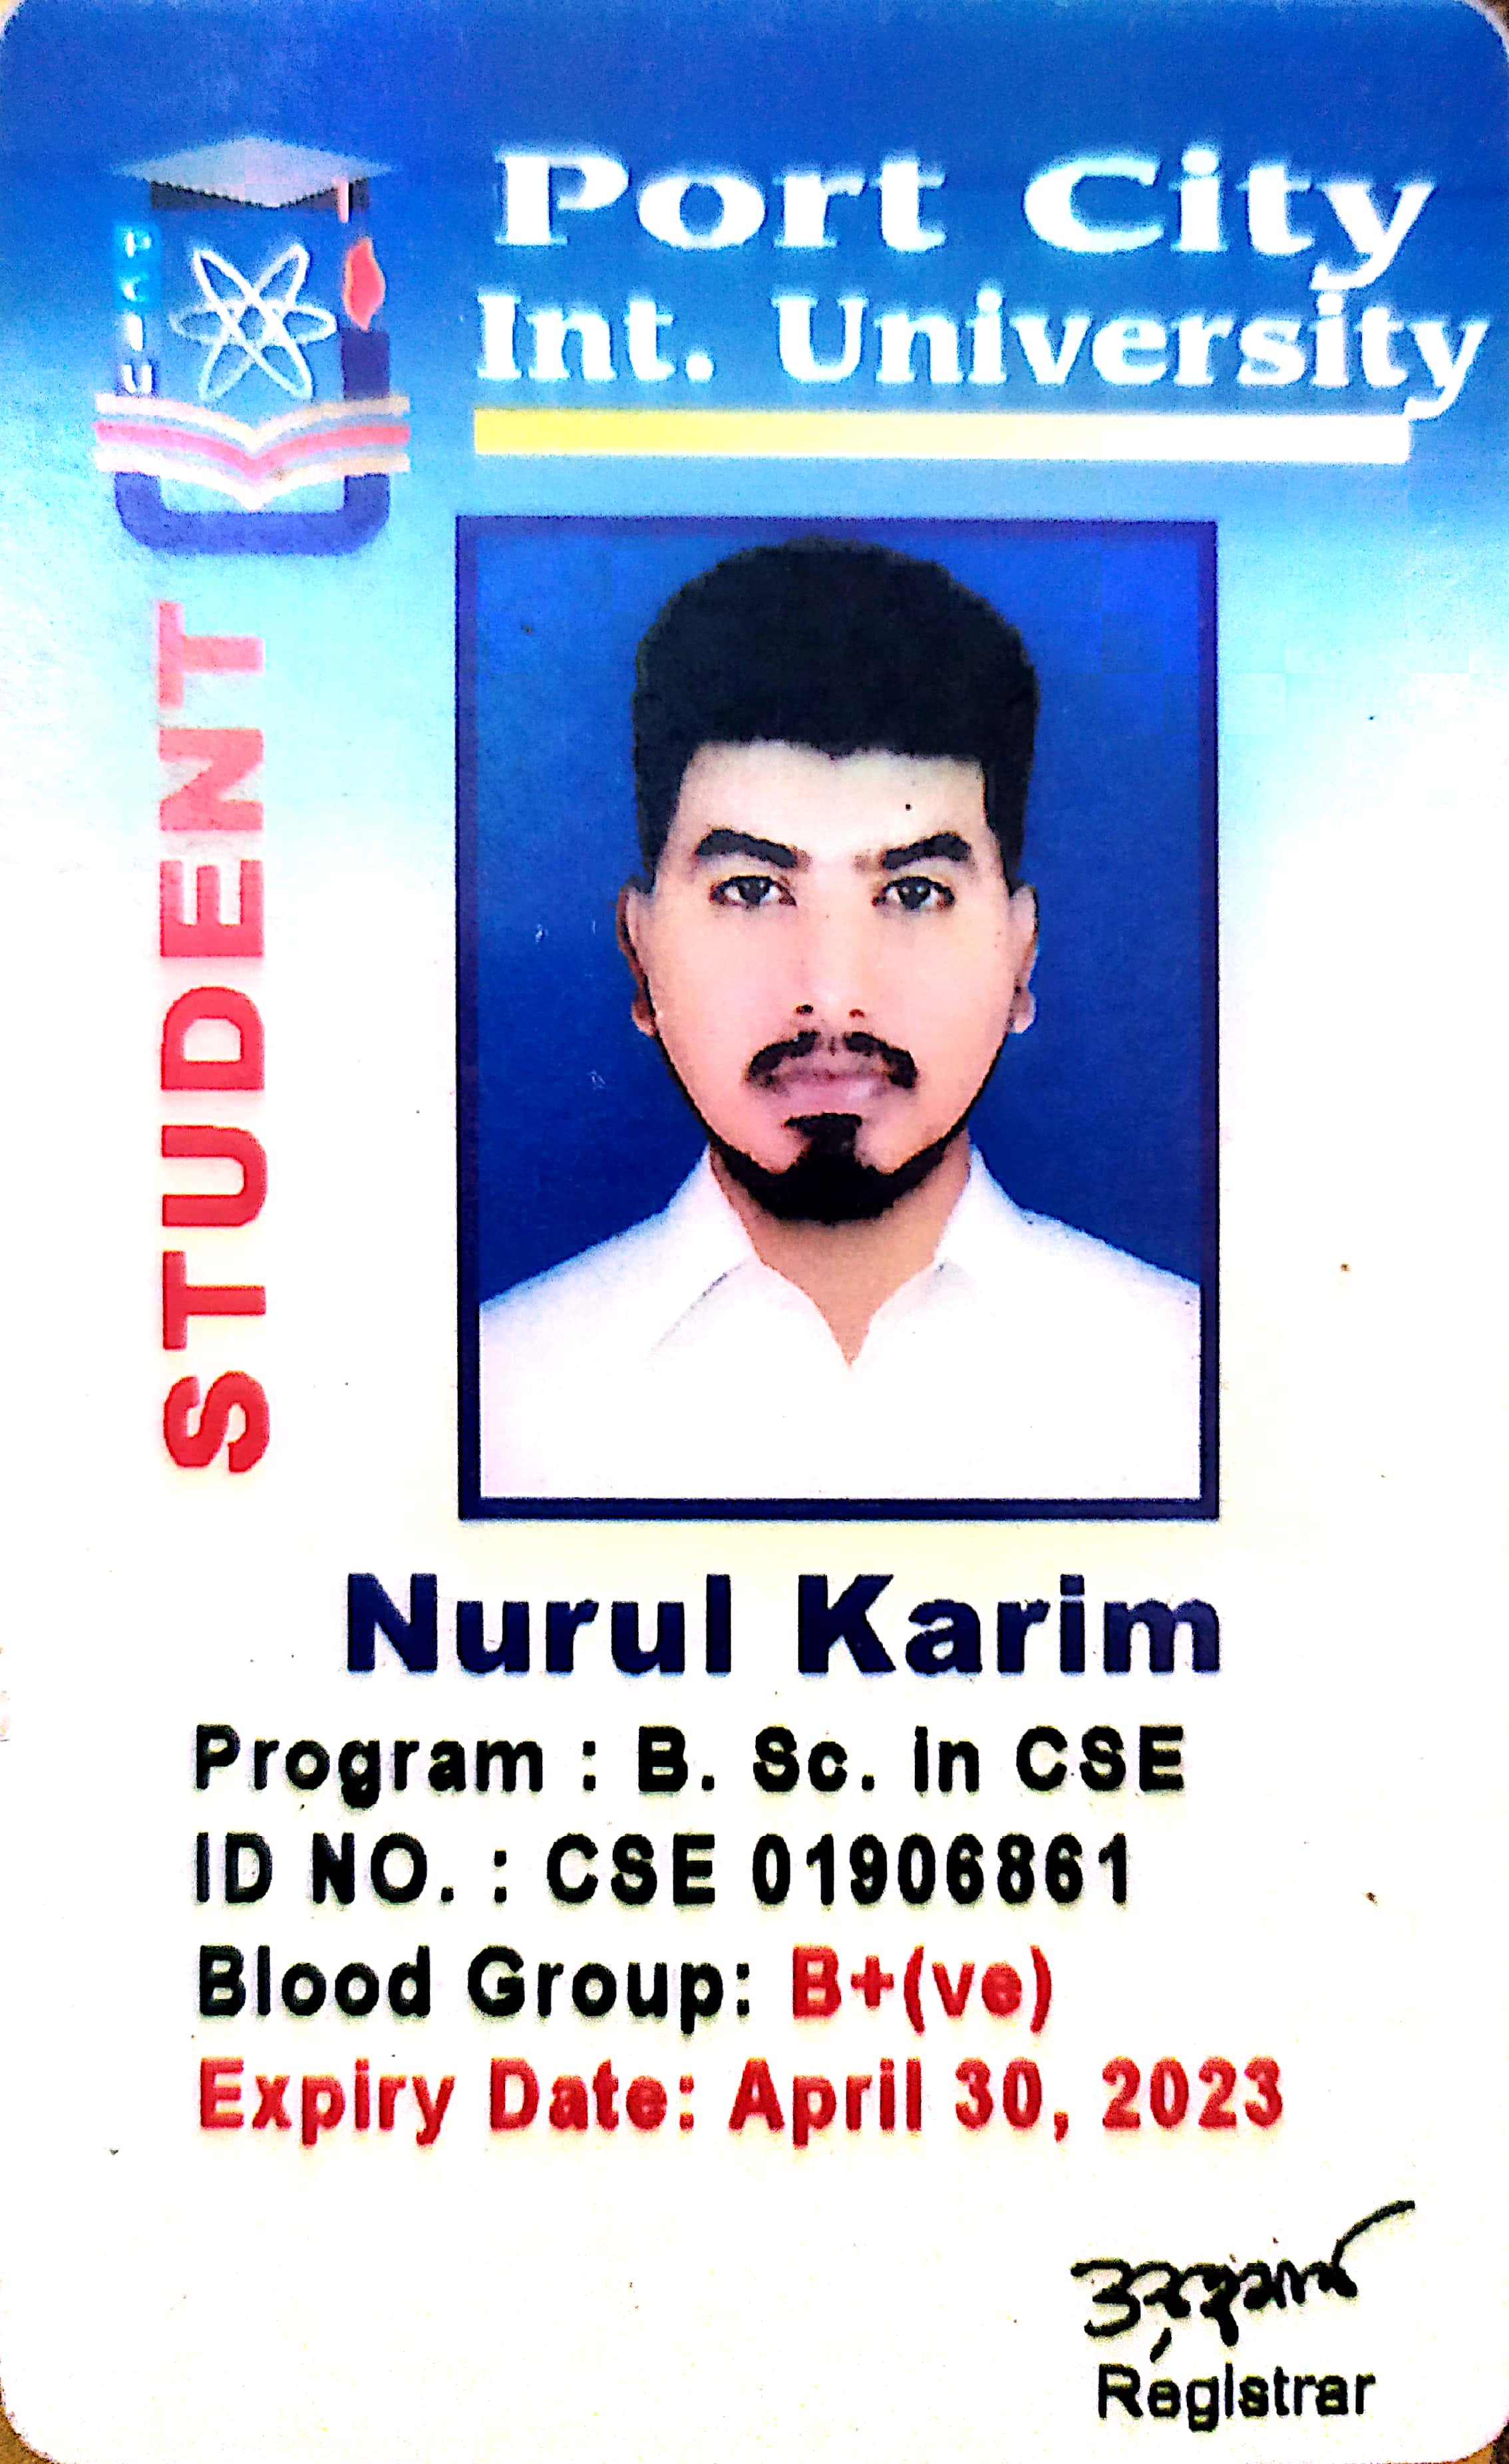 Port City
Int. University
PCIU
STUDENT
Nurul Karim
Program : B. Sc. in CSE
ID NO. : CSE 01906861
Blood Group: B+(ve)
Expiry Date: April 30, 2023
Registrar